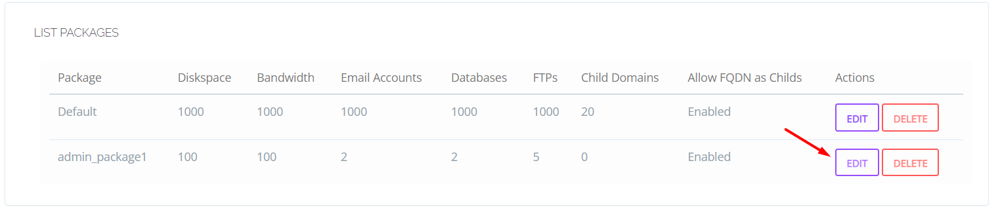 LIST PACKAGES
Package Diskspace Bandwidth Email Accounts Databases FTPs Child Domains Allow FQDN as Childs Actions
Default 1000 1000 1000 1000 1000 20 Enabled EDIT DELETE
admin_package1 100 100 2 2 5 0 Enabled EDIT DELETE